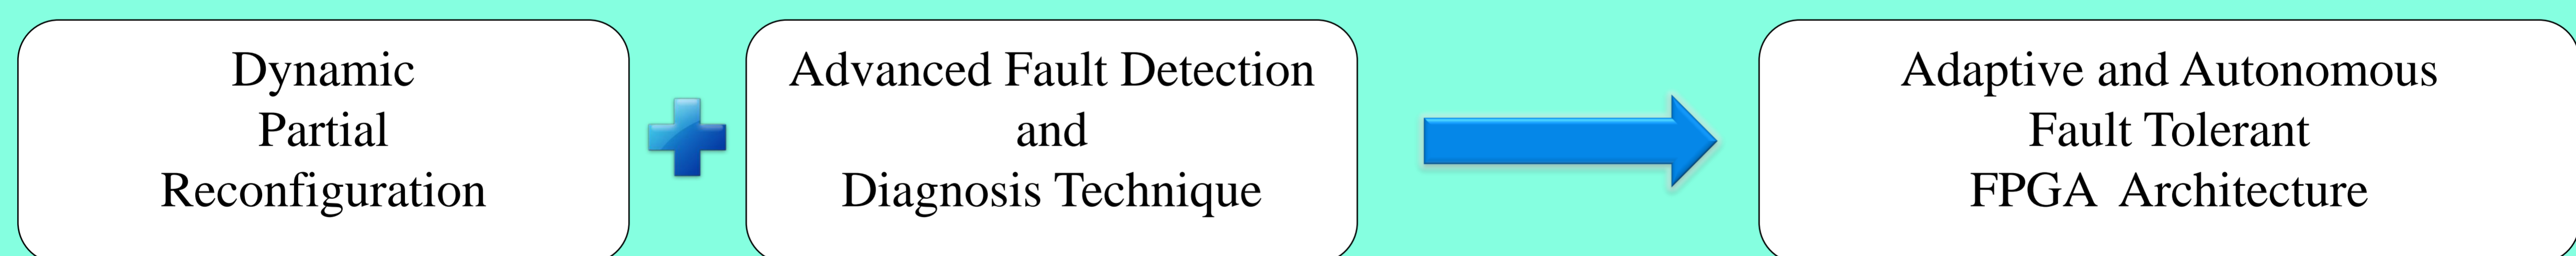 Dynamic
Partial
Reconfiguration
Advanced Fault Detection
and
Diagnosis Technique
Adaptive and Autonomous
Fault Tolerant
FPGA Architecture